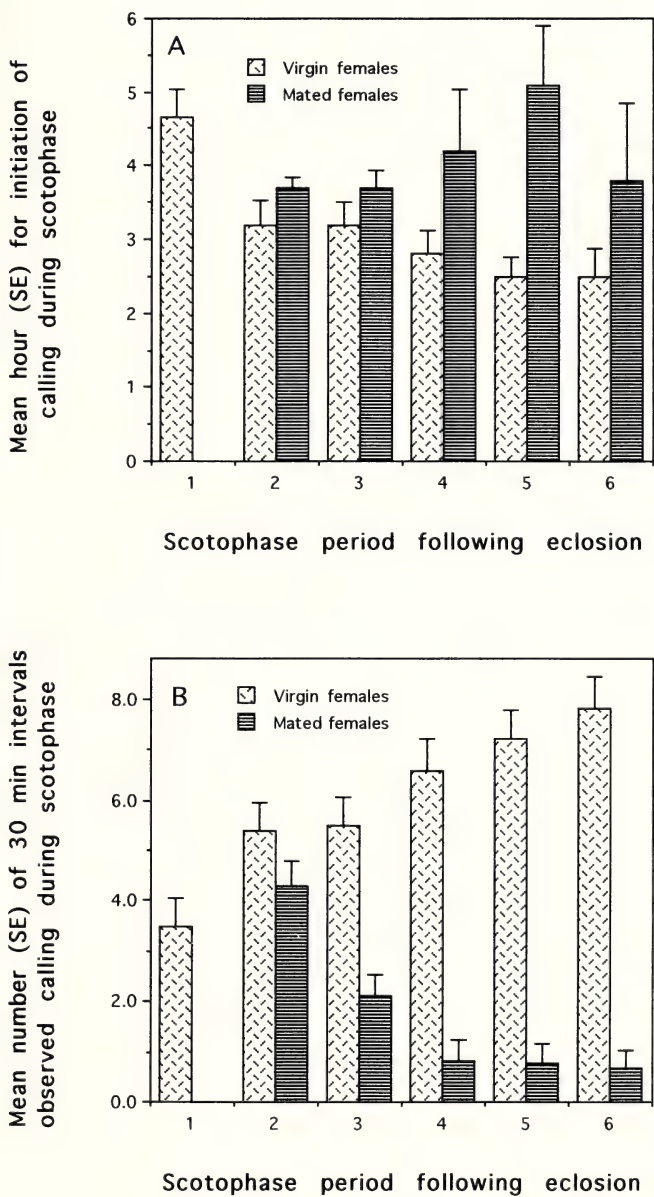 Mean hour (SE) for initiation of
calling during scotophase
A
Virgin females
Mated females
6
5
4
3
2
1
0
1 2 3 4 5 6
Scotophase period following eclosion
Mean number (SE) of 30 min intervals
observed calling during scotophase
B
Virgin females
Mated females
8.0
6.0
4.0
2.0
0.0
1 2 3 4 5 6
Scotophase period following eclosion